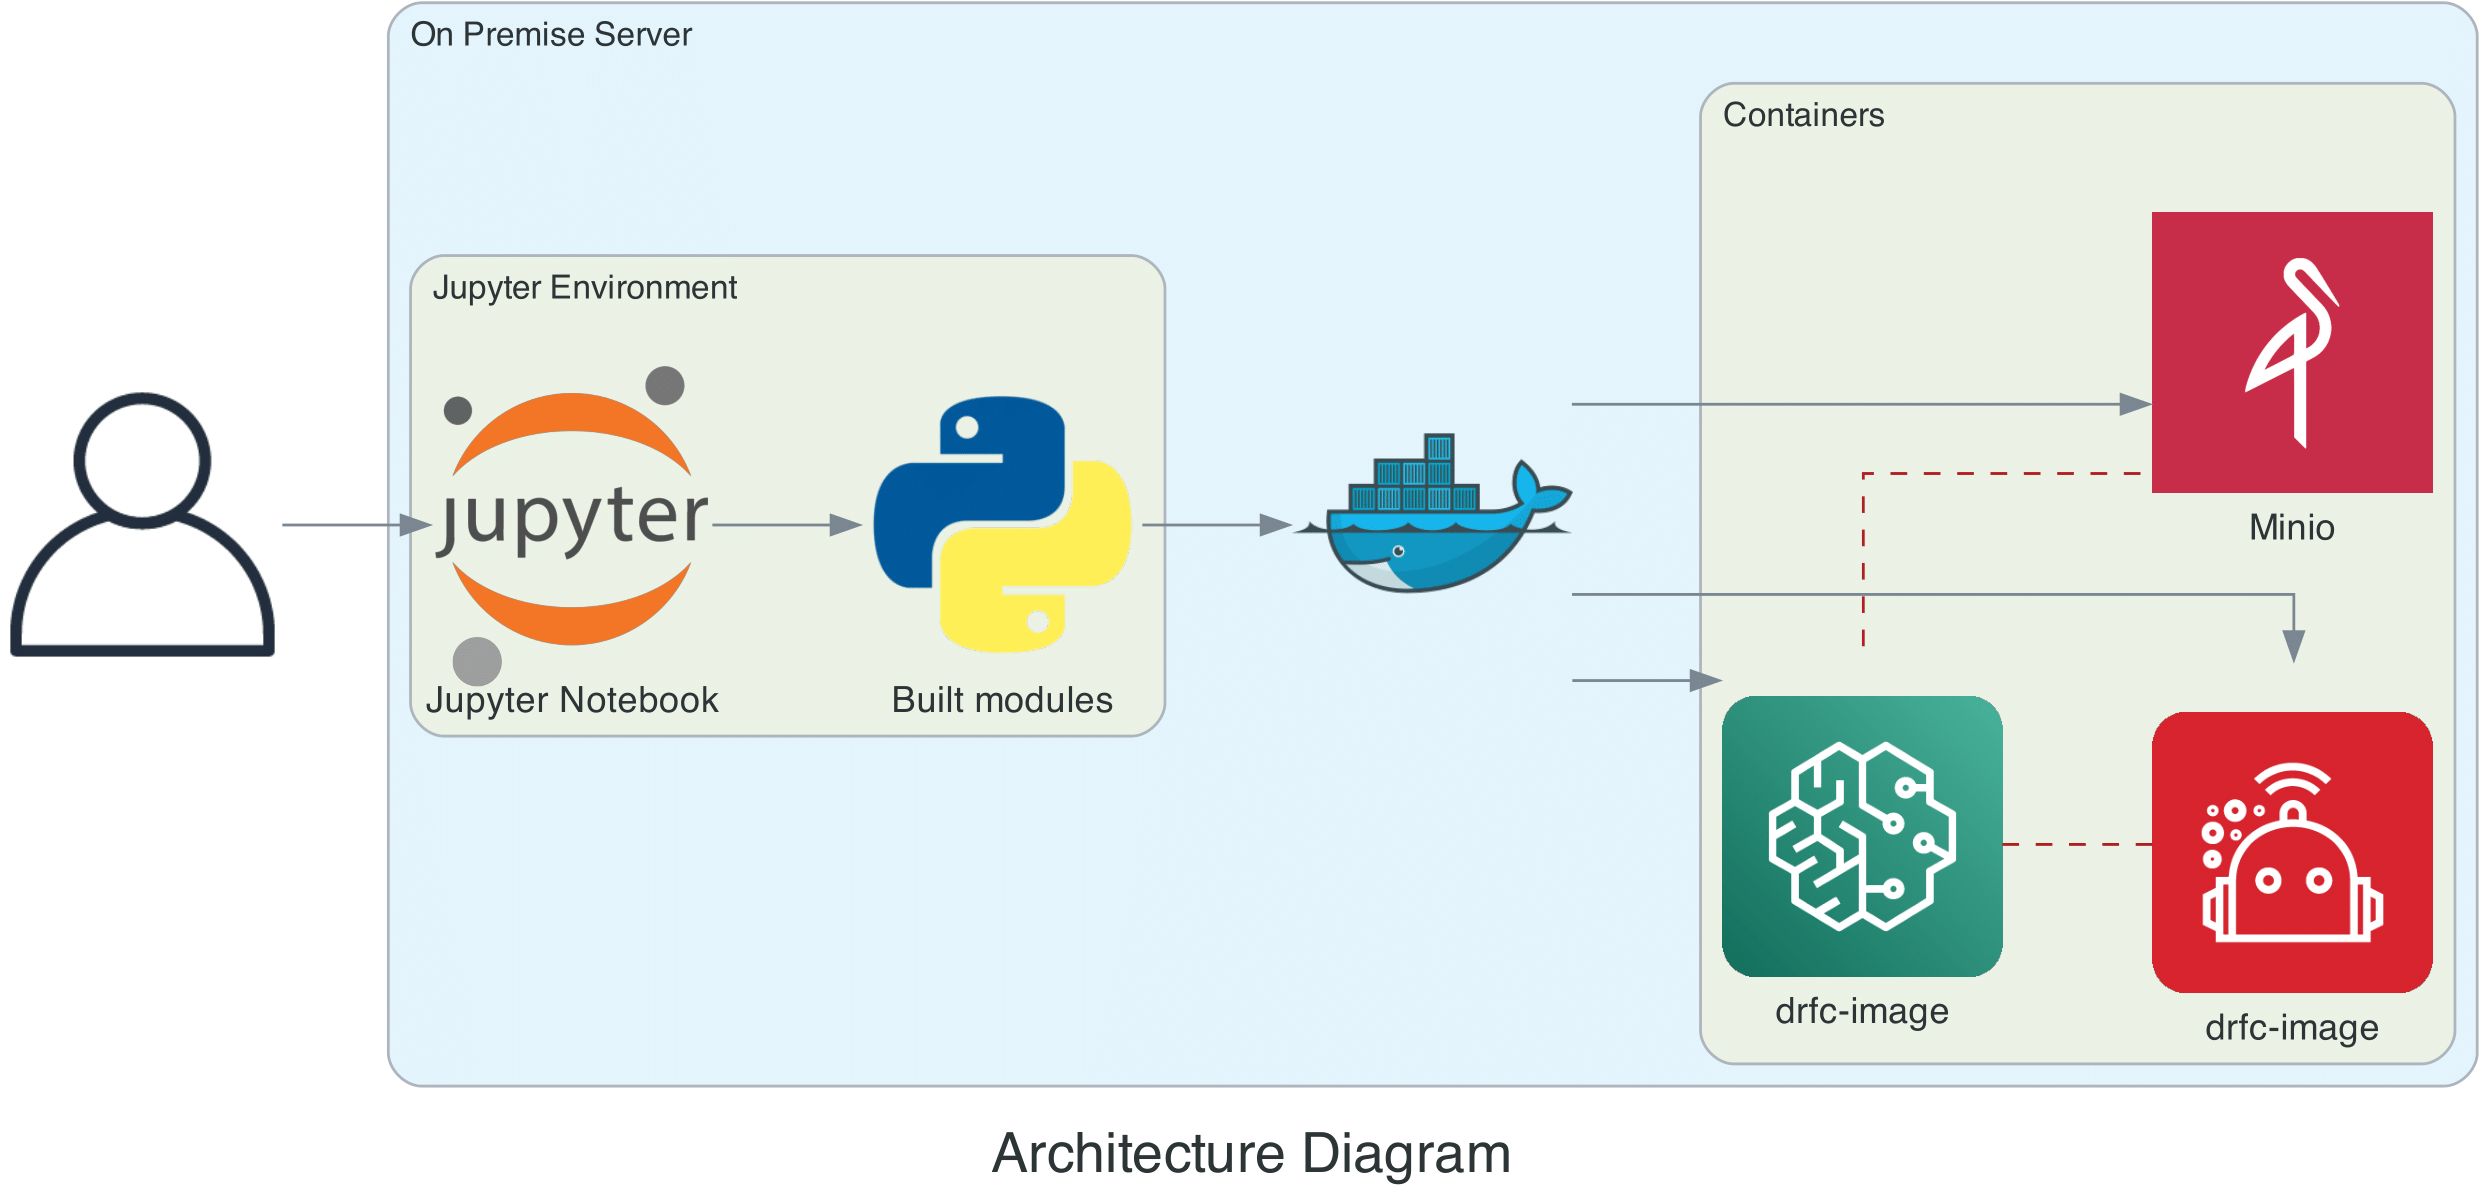 On Premise Server
Containers
Jupyter Environment
jupyter
Jupyter Notebook
Built modules
Minio
drfc-image
drfc-image
Architecture Diagram